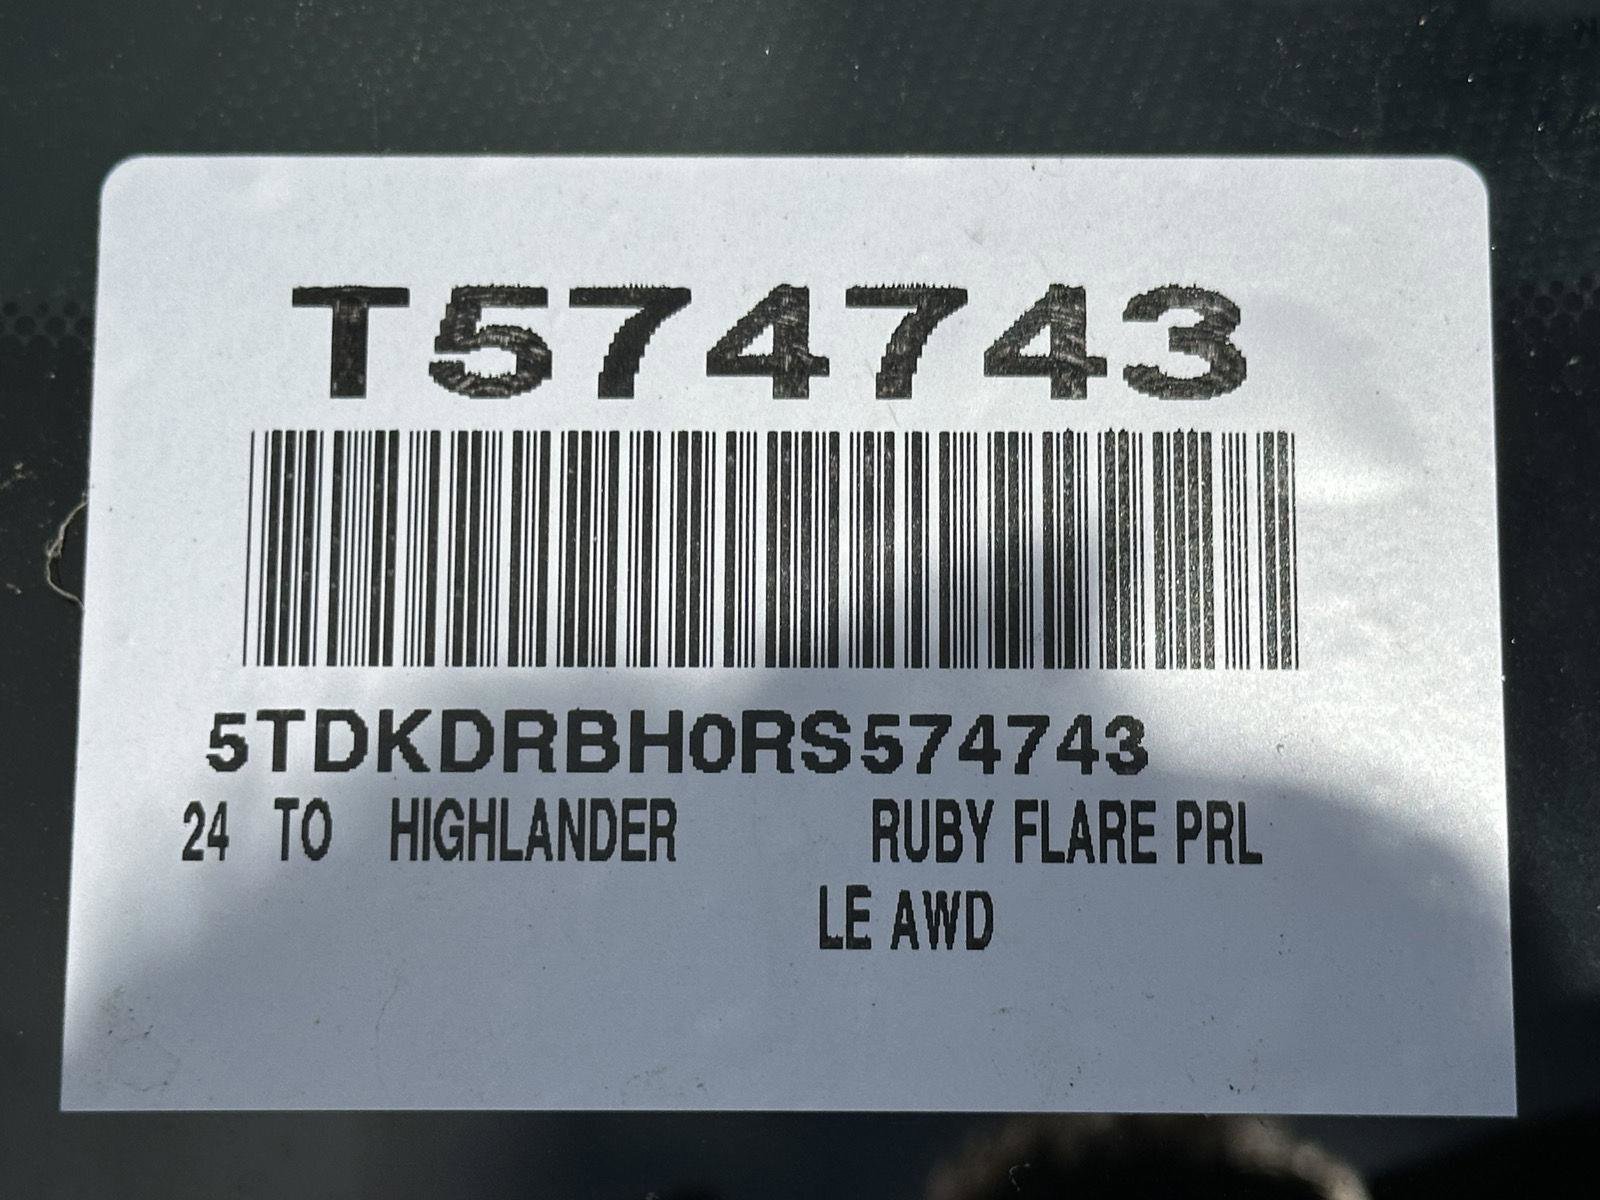 T574743
5TDKDRBH0RS574743
24 TO HIGHLANDER RUBY FLARE PRL
LE AWD